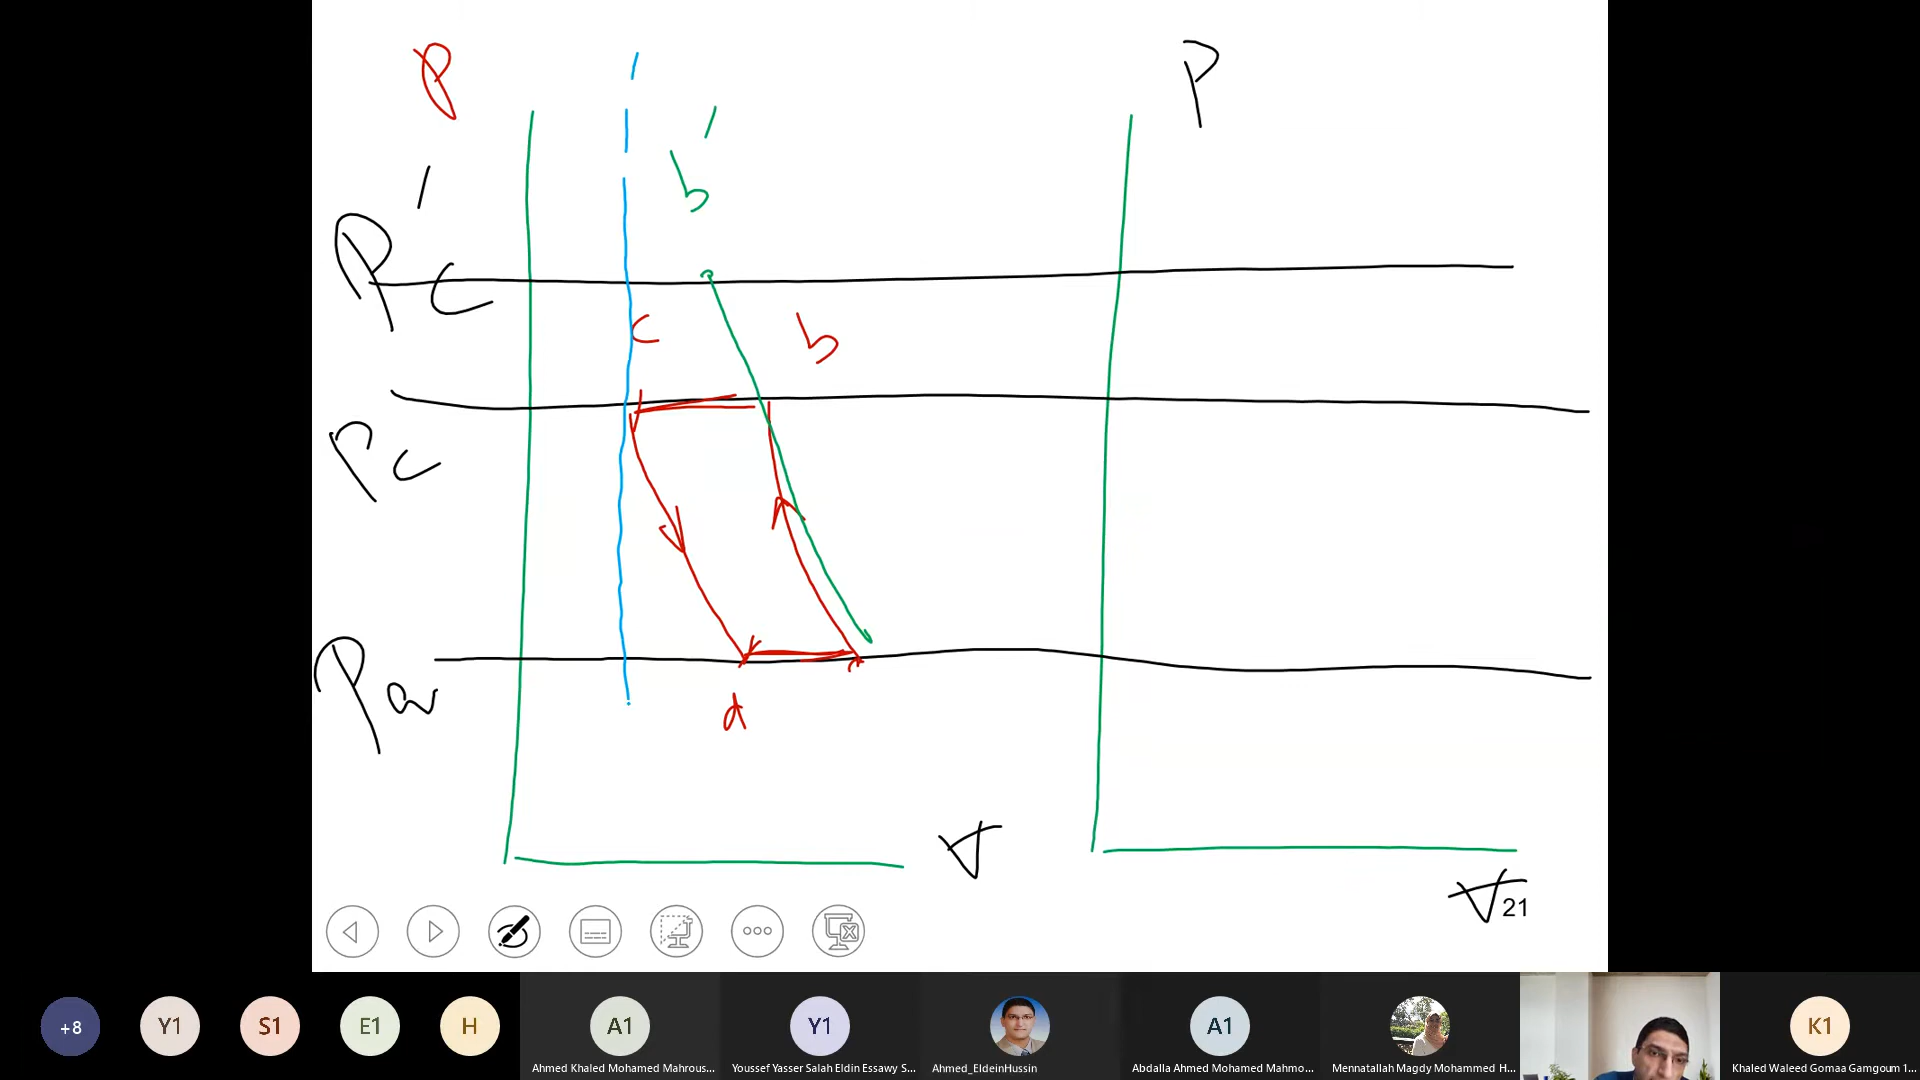 P
P
'
b'
P'c
c
b
Pc
Pa
d
V
V
21
+8
Y1
S1
E1
H
A1
Y1
A1
K1
Ahmed Khaled Mohamed Mahrous...
Youssef Yasser Salah Eldin Essawy S...
Ahmed_EldeinHussin
Abdalla Ahmed Mohamed Mahmo...
Mennatallah Magdy Mohammed H...
Khaled Waleed Gomaa Gamgoum 1...